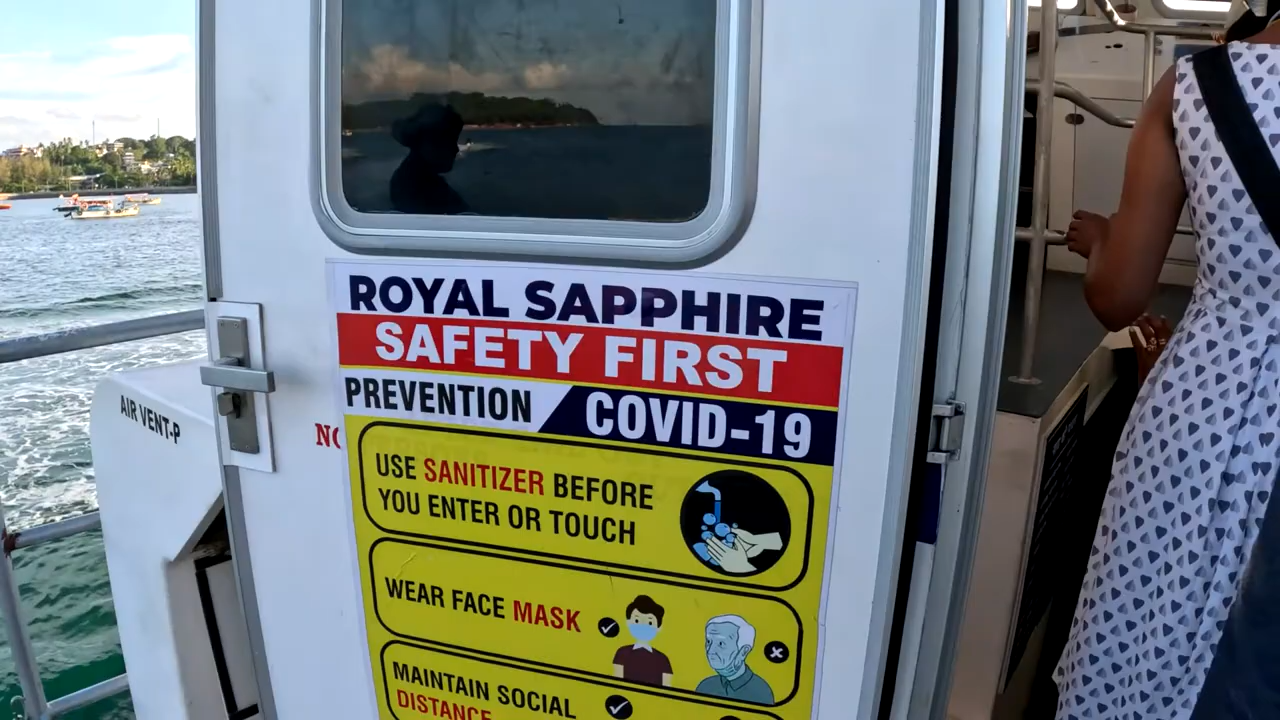 ROYAL SAPPHIRE
SAFETY FIRST
PREVENTION COVID-19
USE SANITIZER BEFORE
YOU ENTER OR TOUCH
WEAR FACE MASK
MAINTAIN SOCIAL
DISTANCE
AIR VENT-P